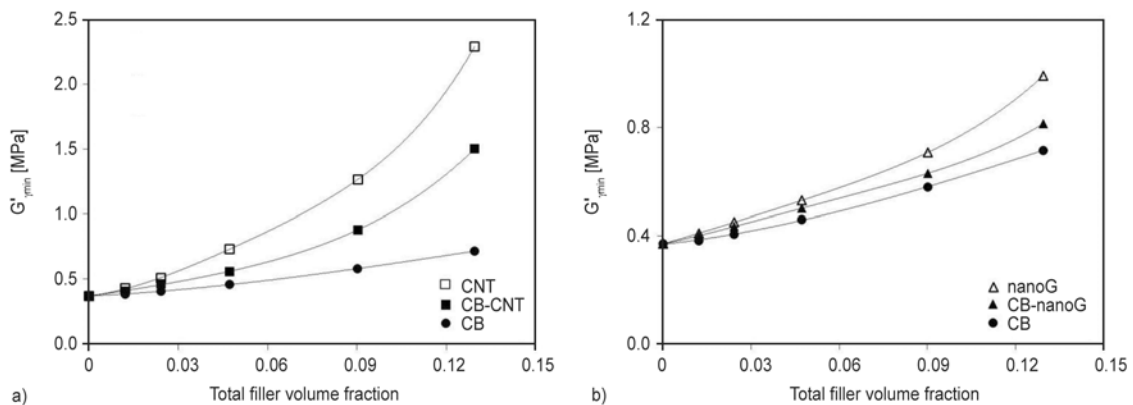 2.5
2.0
1.5
1.0
0.5
0.0
G'γmin [MPa]
0 0.03 0.06 0.09 0.12 0.15
Total filler volume fraction
CNT
CB-CNT
CB
a)
1.2
0.8
0.4
0.0
G'γmin [MPa]
0 0.03 0.06 0.09 0.12 0.15
Total filler volume fraction
nanoG
CB-nanoG
CB
b)